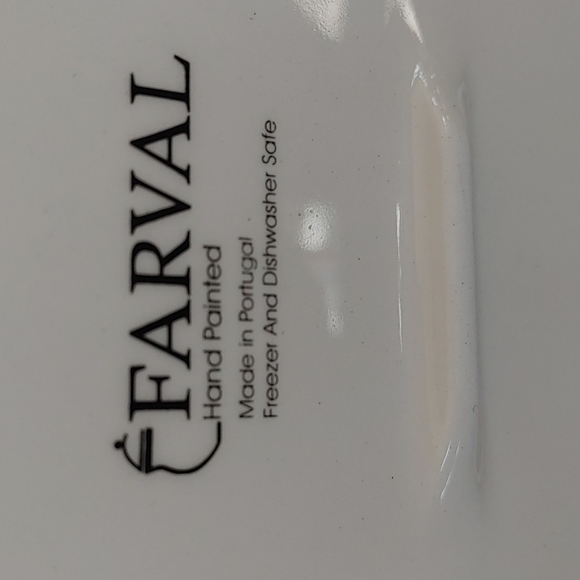 FARVAL
Hand Painted
Made in Portugal
Freezer And Dishwasher Safe